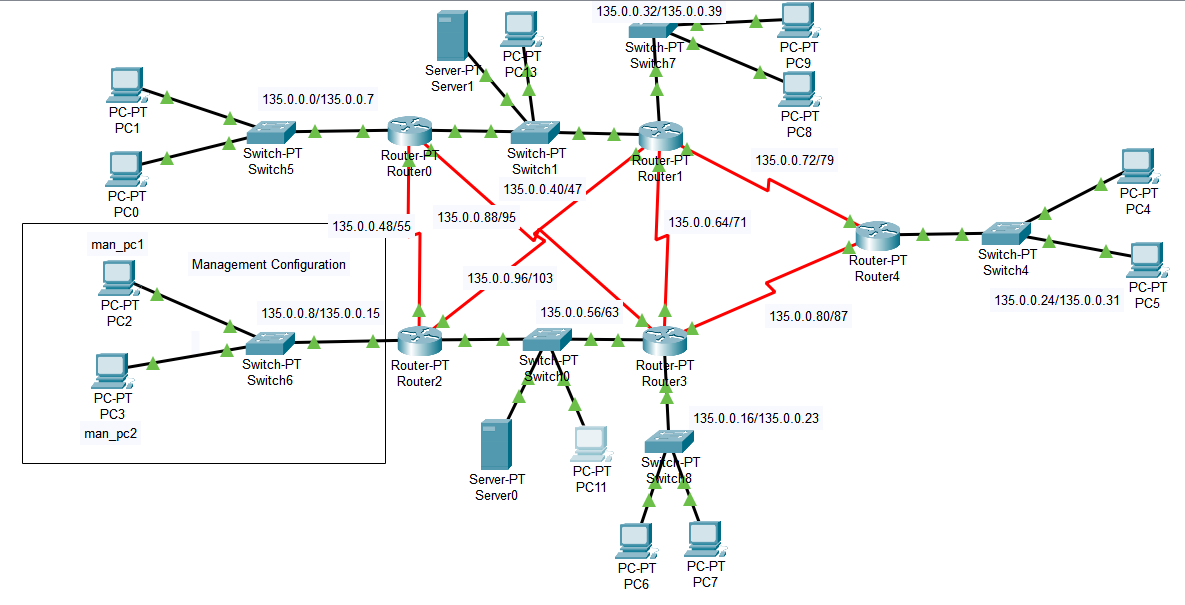 135.0.0.32/135.0.0.39
Server-PT
Server1
PC-PT
PC13
Switch-PT
Switch7
PC-PT
PC9
PC-PT
PC8
PC-PT
PC1
135.0.0.0/135.0.0.7
Switch-PT
Switch5
Router-PT
Router0
Switch-PT
Switch1
Router-PT
Router1
135.0.0.72/79
PC-PT
PC0
135.0.0.40/47
PC-PT
PC4
135.0.0.48/55
135.0.0.88/95
135.0.0.64/71
man_pc1
Management Configuration
Router-PT
Router4
Switch-PT
Switch4
PC-PT
PC5
135.0.0.96/103
135.0.0.24/135.0.0.31
PC-PT
PC2
135.0.0.8/135.0.0.15
135.0.0.56/63
135.0.0.80/87
Switch-PT
Switch6
Router-PT
Router2
Switch-PT
Switch0
Router-PT
Router3
PC-PT
PC3
man_pc2
135.0.0.16/135.0.0.23
Server-PT
Server0
PC-PT
PC11
Switch-PT
Switch8
PC-PT
PC6
PC-PT
PC7